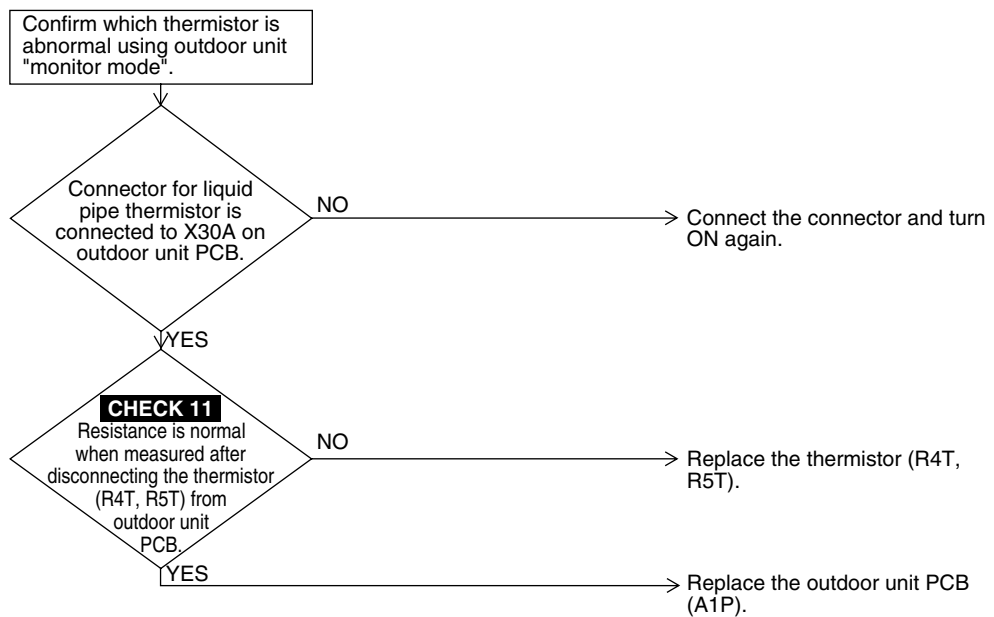 Confirm which thermistor is
abnormal using outdoor unit
"monitor mode".
Connector for liquid
pipe thermistor is
connected to X30A on
outdoor unit PCB.
NO
Connect the connector and turn
ON again.
YES
CHECK 11
Resistance is normal
when measured after
disconnecting the thermistor
(R4T, R5T) from
outdoor unit
PCB.
NO
Replace the thermistor (R4T,
R5T).
YES
Replace the outdoor unit PCB
(A1P).